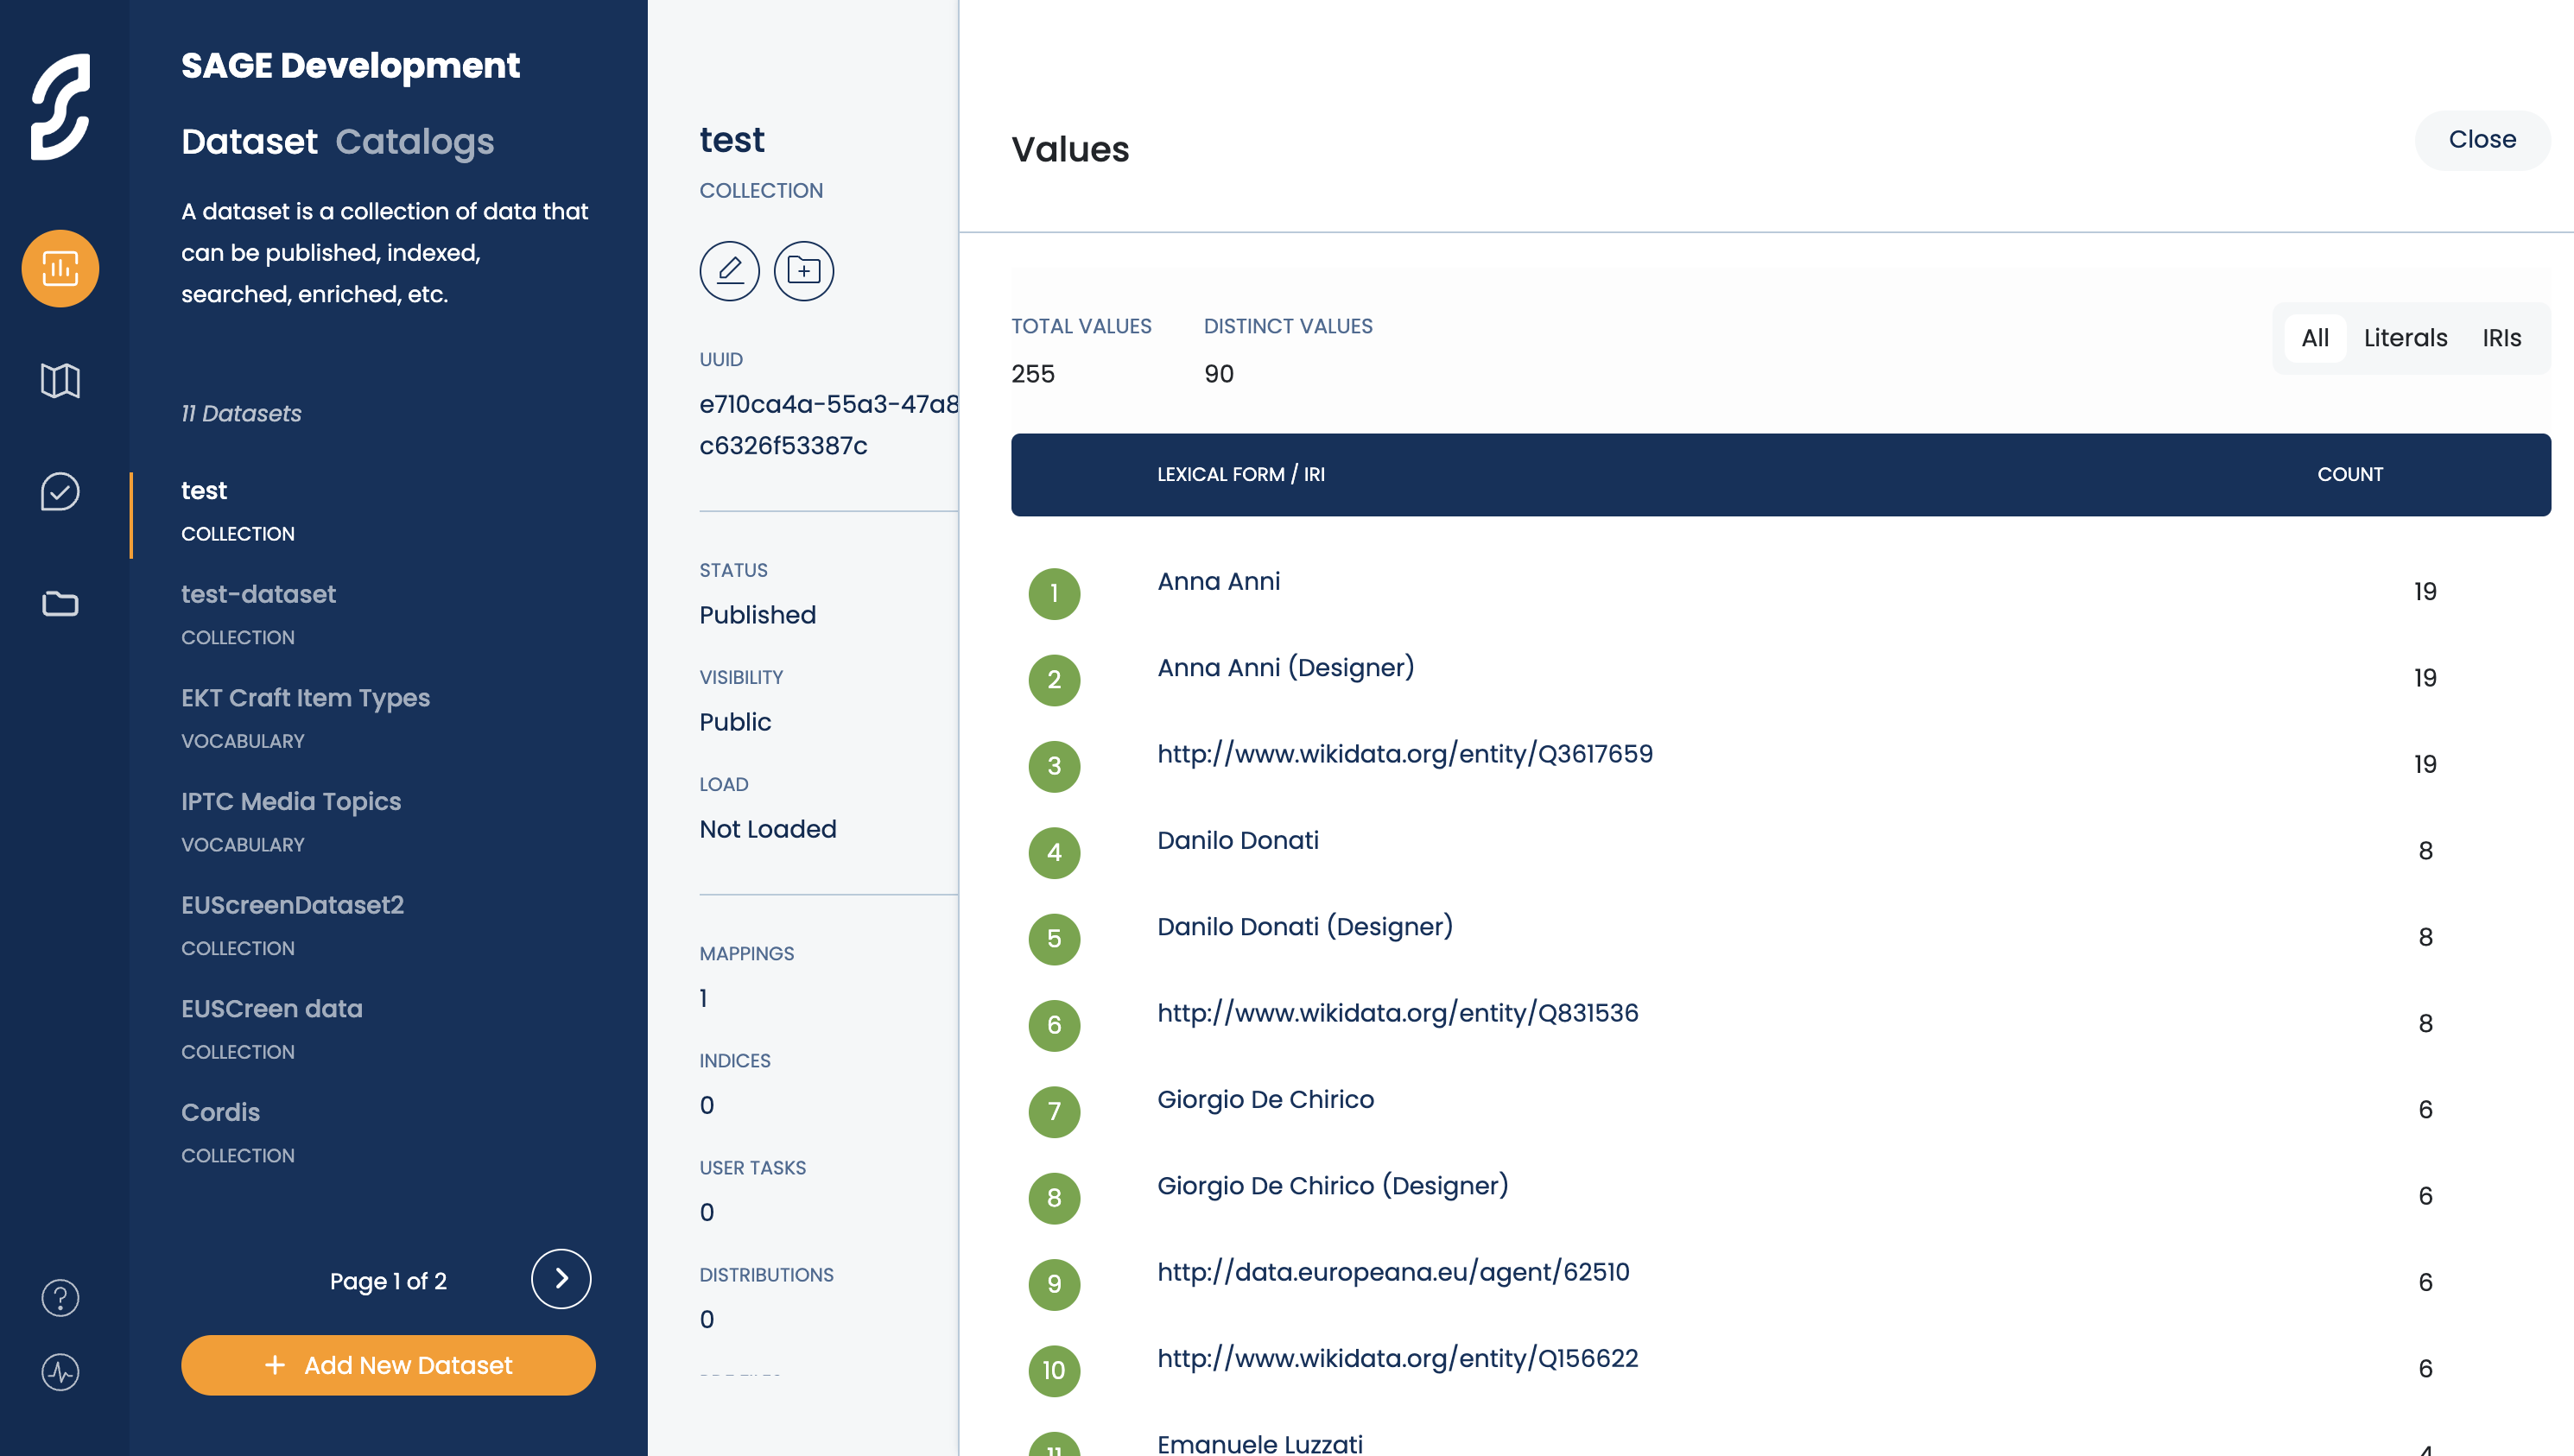 SAGE Development
Dataset Catalogs
A dataset is a collection of data that
can be published, indexed,
searched, enriched, etc.
11 Datasets
test
COLLECTION
test-dataset
COLLECTION
EKT Craft Item Types
VOCABULARY
IPTC Media Topics
VOCABULARY
EUScreenDataset2
COLLECTION
EUSCreen data
COLLECTION
Cordis
COLLECTION
Page 1 of 2
+ Add New Dataset
test
COLLECTION
UUID
e710ca4a-55a3-47a8
c6326f53387c
STATUS
Published
VISIBILITY
Public
LOAD
Not Loaded
MAPPINGS
1
INDICES
0
USER TASKS
0
DISTRIBUTIONS
0
Values
Close
TOTAL VALUES DISTINCT VALUES
255 90
All Literals IRIs
LEXICAL FORM / IRI COUNT
1 Anna Anni 19
2 Anna Anni (Designer) 19
3 http://www.wikidata.org/entity/Q3617659 19
4 Danilo Donati 8
5 Danilo Donati (Designer) 8
6 http://www.wikidata.org/entity/Q831536 8
7 Giorgio De Chirico 6
8 Giorgio De Chirico (Designer) 6
9 http://data.europeana.eu/agent/62510 6
10 http://www.wikidata.org/entity/Q156622 6
11 Emanuele Luzzati 4